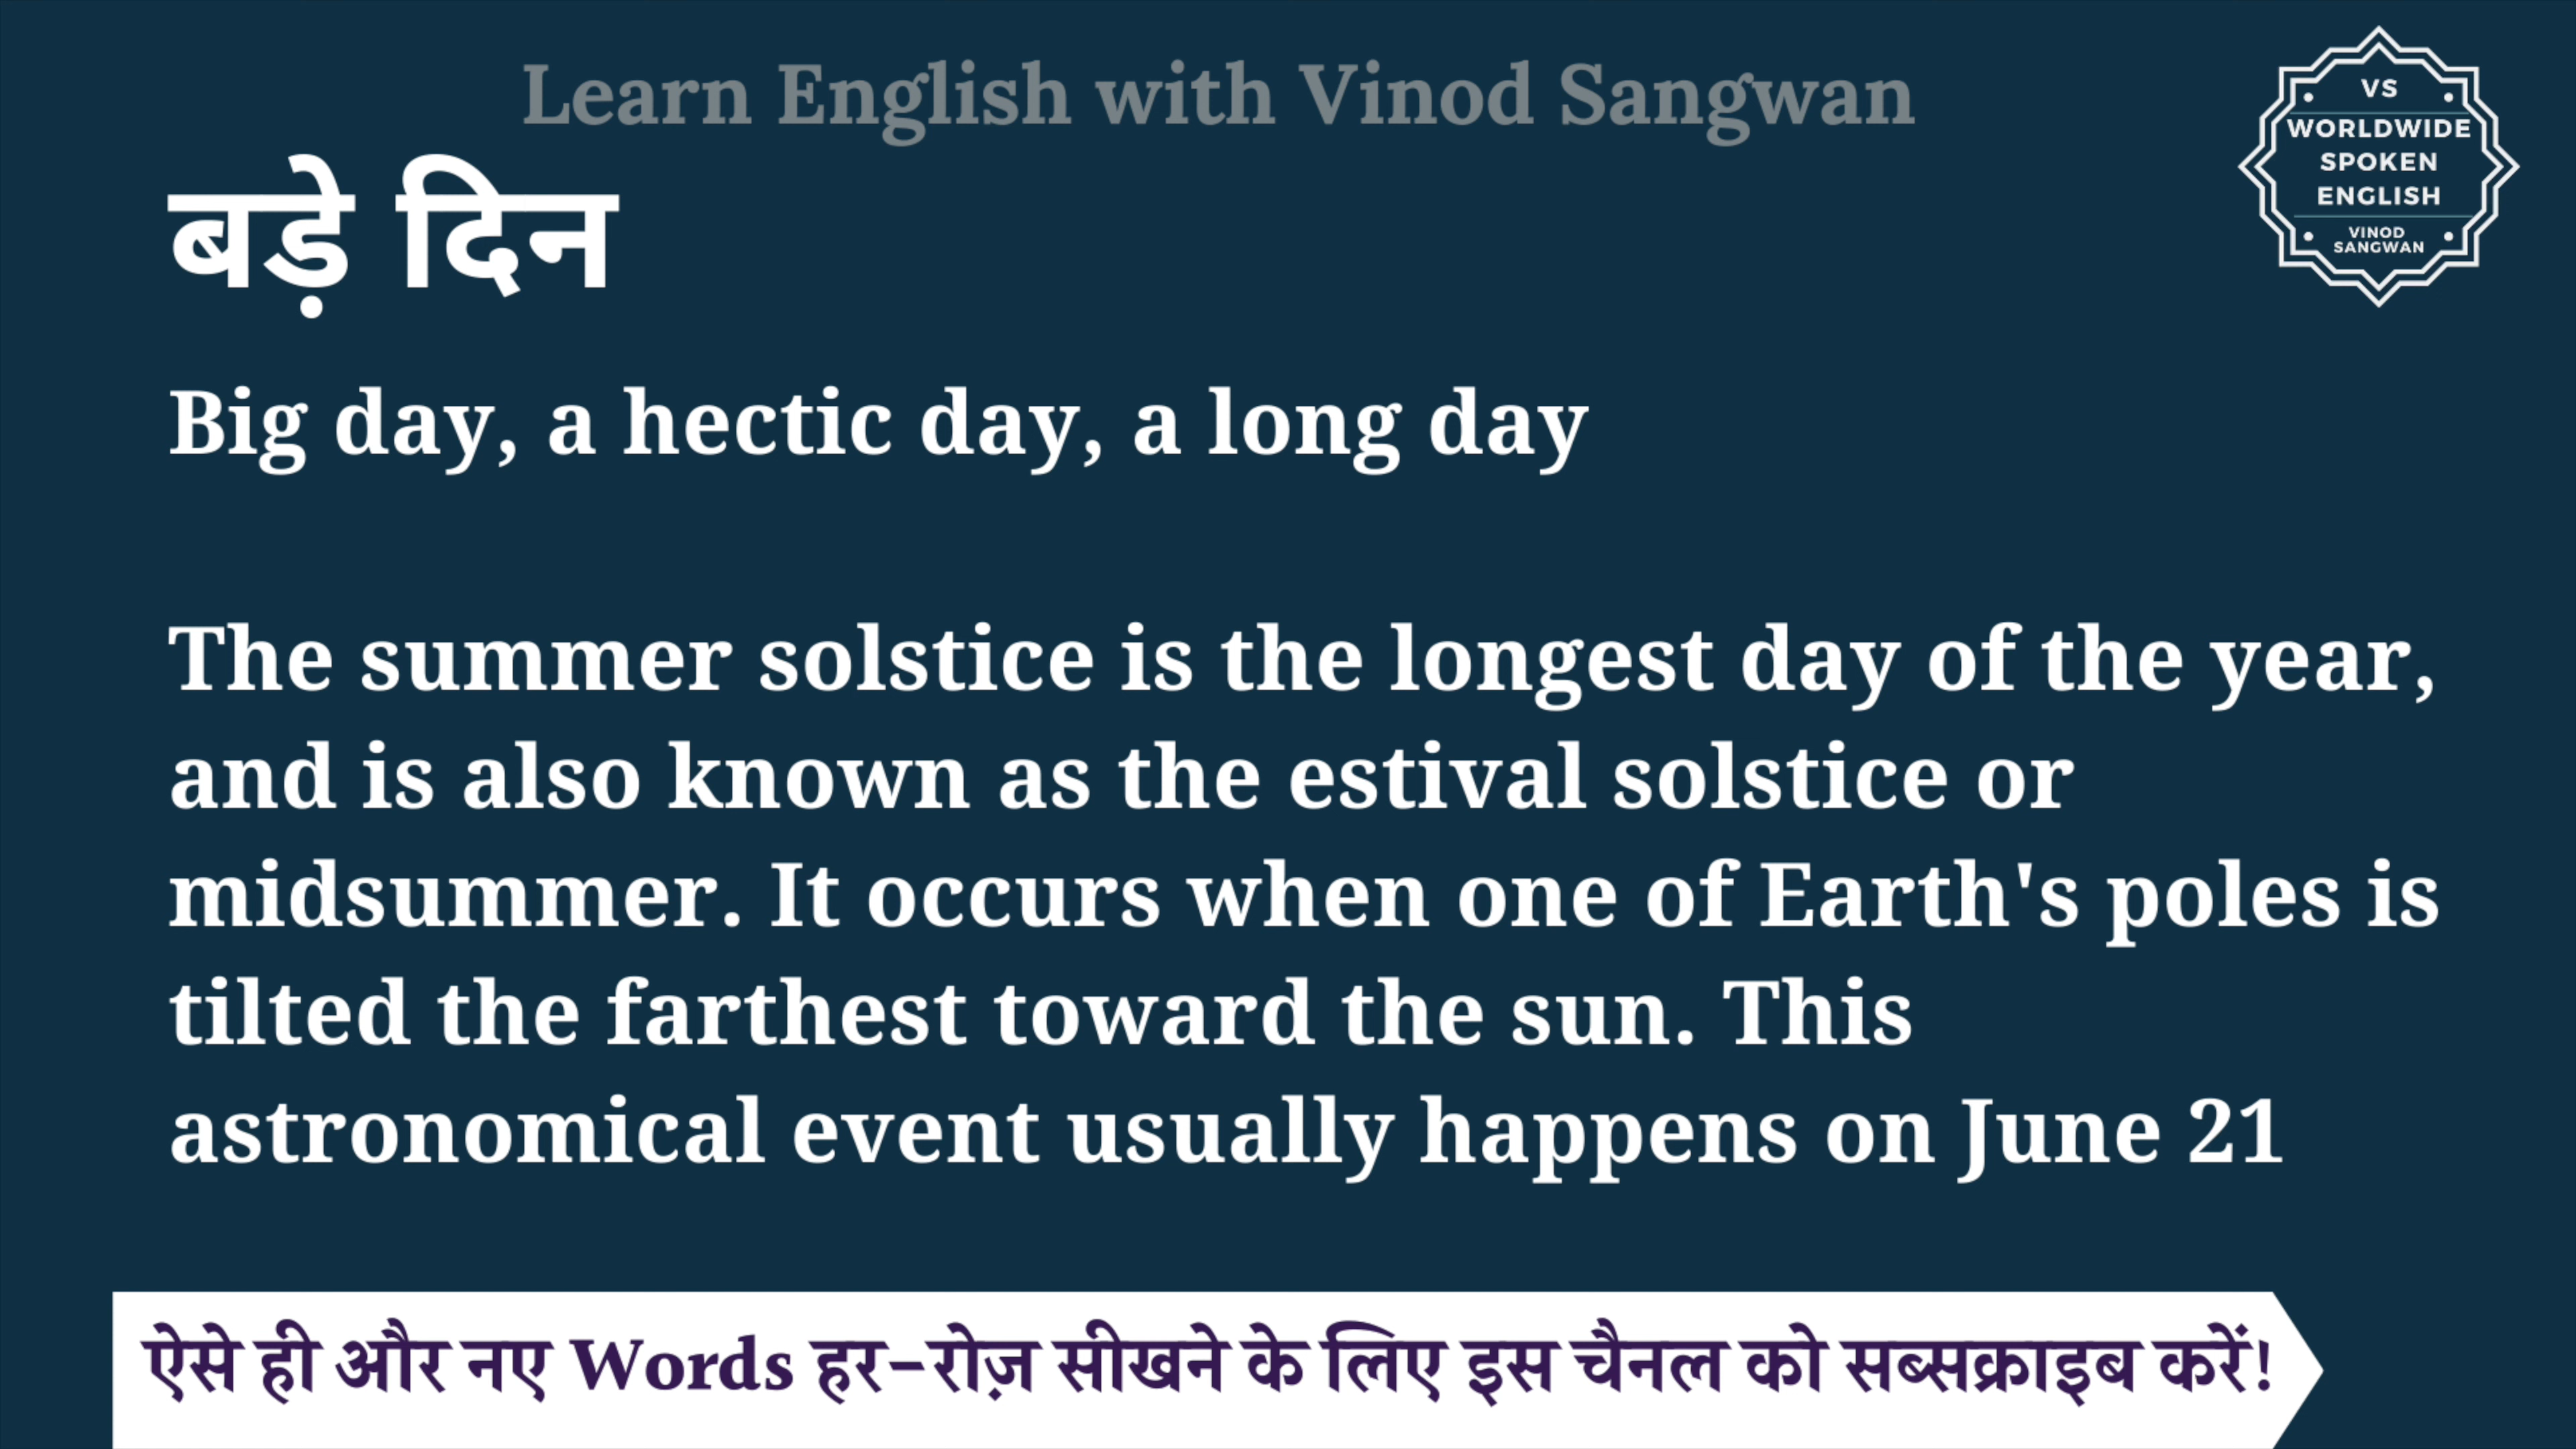 Learn English with Vinod Sangwan
VS
WORLDWIDE
SPOKEN
ENGLISH
VINOD
SANGWAN
बड़े दिन
Big day, a hectic day, a long day
The summer solstice is the longest day of the year,
and is also known as the estival solstice or
midsummer. It occurs when one of Earth's poles is
tilted the farthest toward the sun. This
astronomical event usually happens on June 21
ऐसे ही और नए Words हर-रोज़ सीखने के लिए इस चैनल को सब्सक्राइब करें!